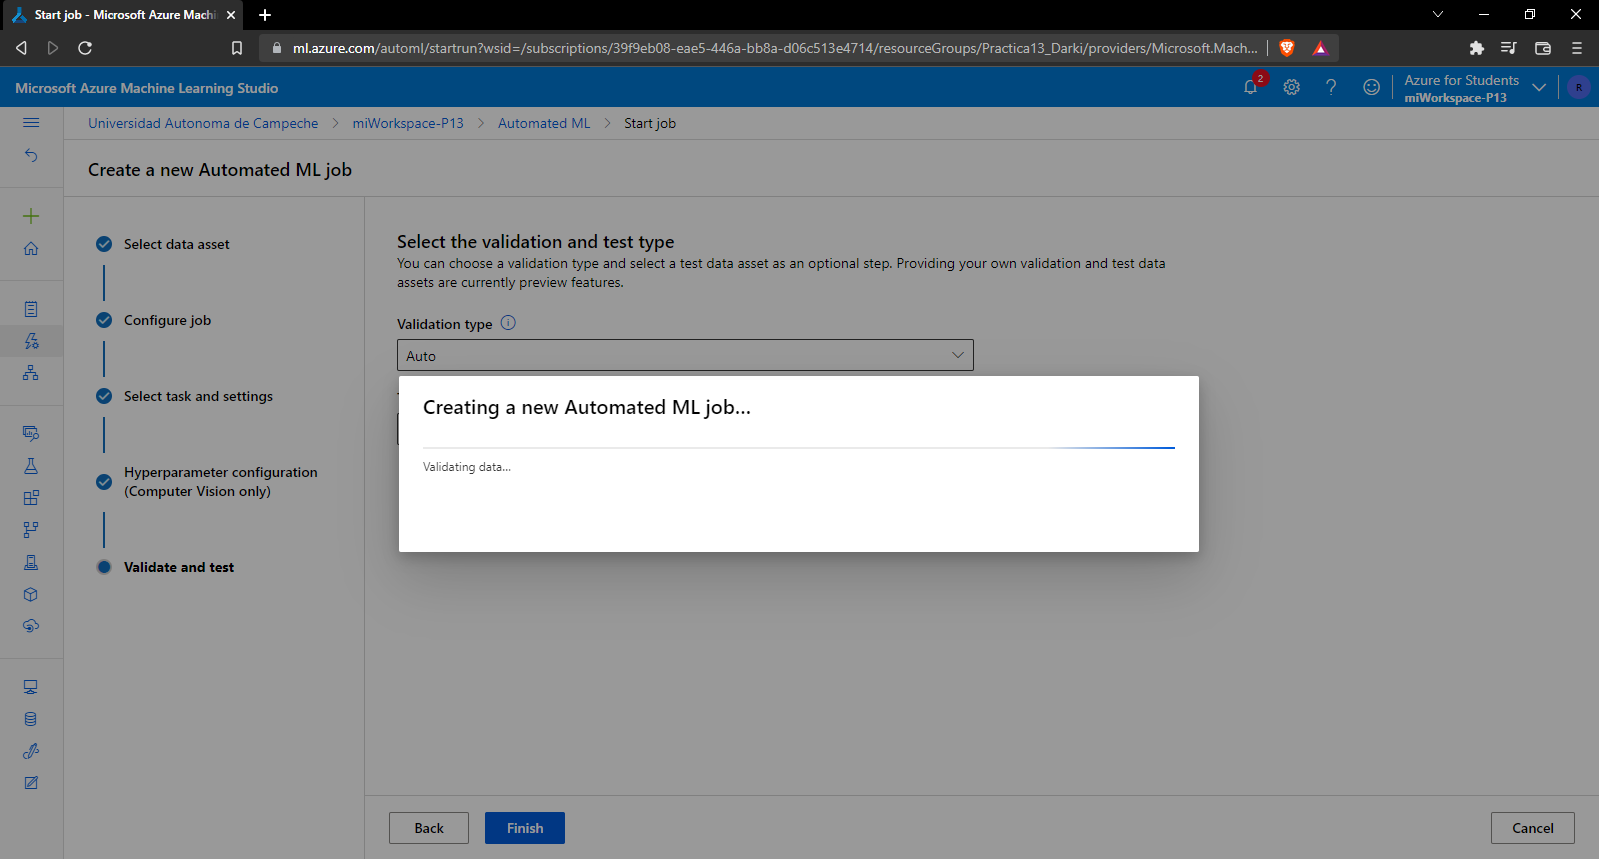 Start job - Microsoft Azure Machi
ml.azure.com/automl/startrun?wsid=/subscriptions/39f9eb08-eae5-446a-bb8a-d06c513e4714/resourceGroups/Practica13_Darki/providers/Microsoft.Mach...
Microsoft Azure Machine Learning Studio
2
Azure for Students
miWorkspace-P13
R
Universidad Autonoma de Campeche > miWorkspace-P13 > Automated ML > Start job
Create a new Automated ML job
Select data asset
Configure job
Select task and settings
Hyperparameter configuration
(Computer Vision only)
Validate and test
Select the validation and test type
You can choose a validation type and select a test data asset as an optional step. Providing your own validation and test data
assets are currently preview features.
Validation type
Auto
Creating a new Automated ML job...
Validating data...
Back
Finish
Cancel